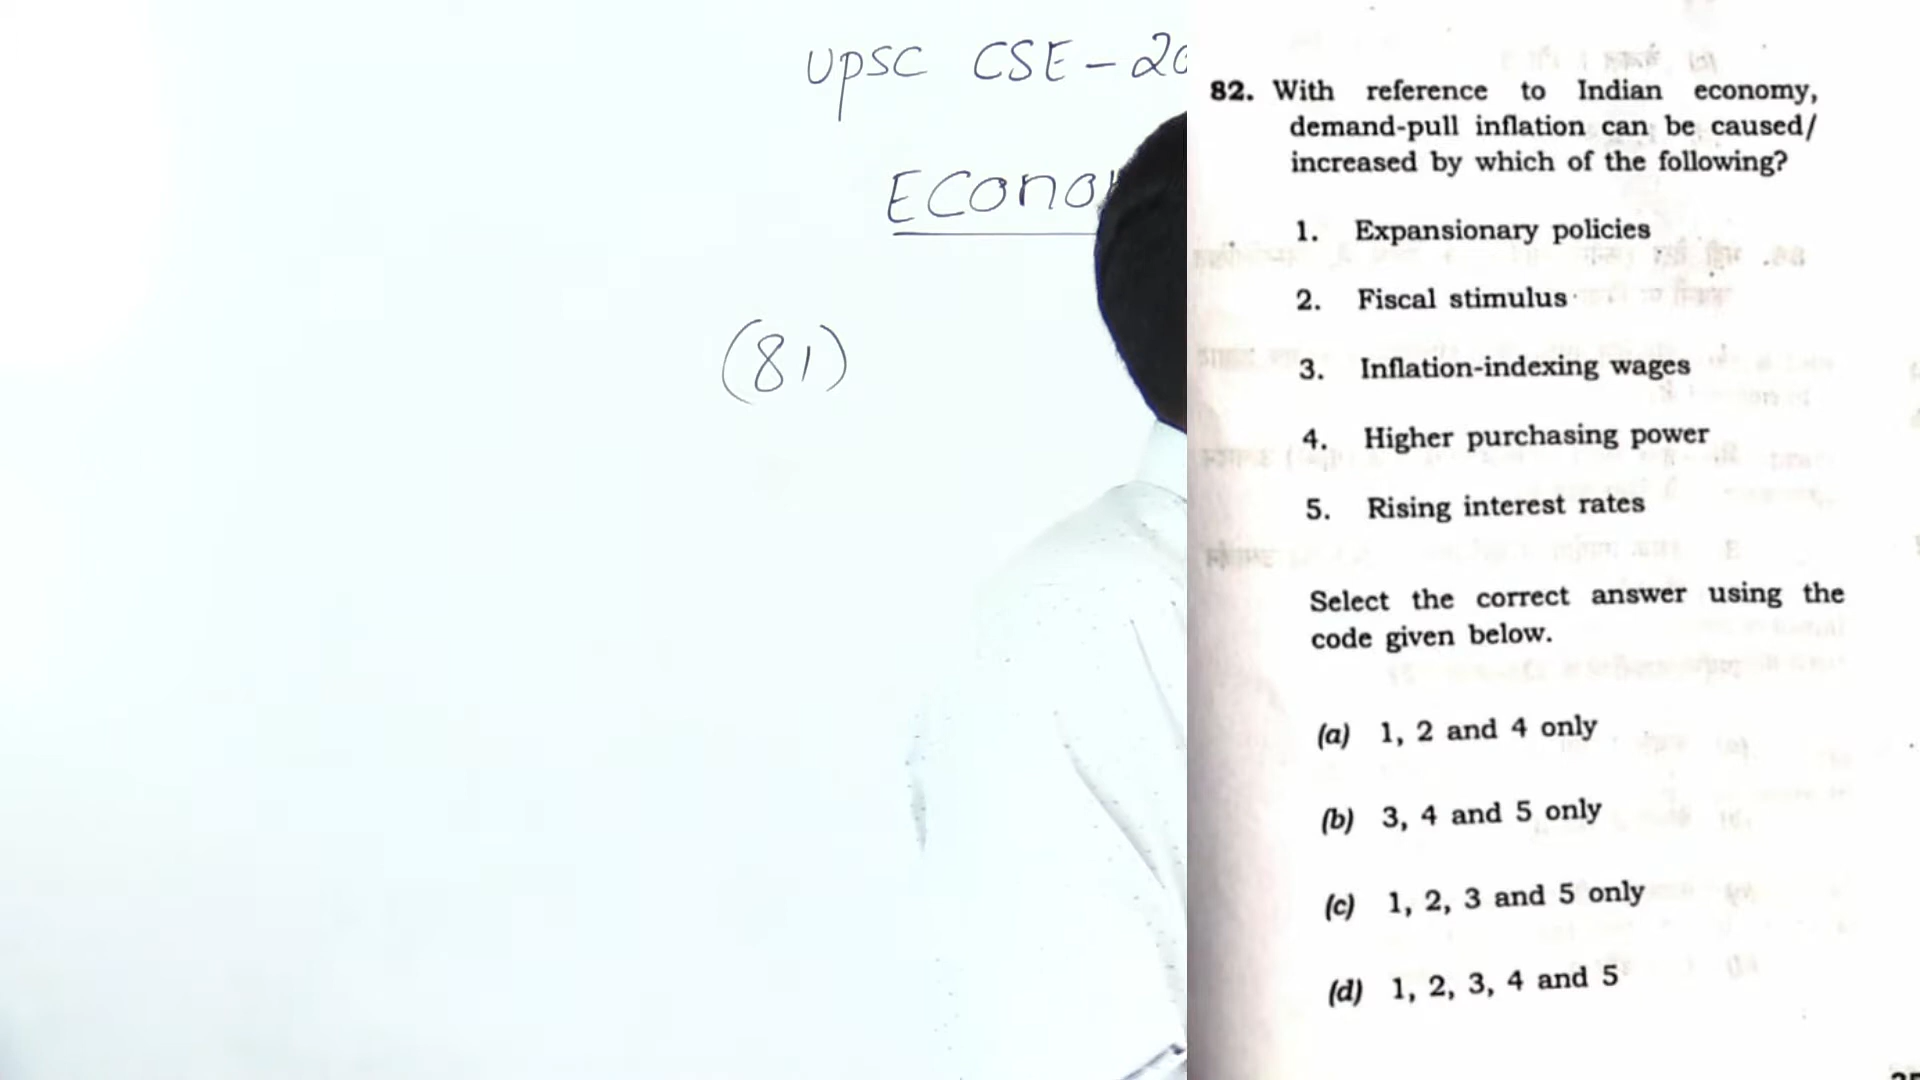 UPSC CSE - 20
ECONO
(81)
82. With reference to Indian economy,
demand-pull inflation can be caused/
increased by which of the following?
1. Expansionary policies
2. Fiscal stimulus
3. Inflation-indexing wages
4. Higher purchasing power
5. Rising interest rates
Select the correct answer using the
code given below.
(a) 1, 2 and 4 only
(b) 3, 4 and 5 only
(c) 1, 2, 3 and 5 only
(d) 1, 2, 3, 4 and 5